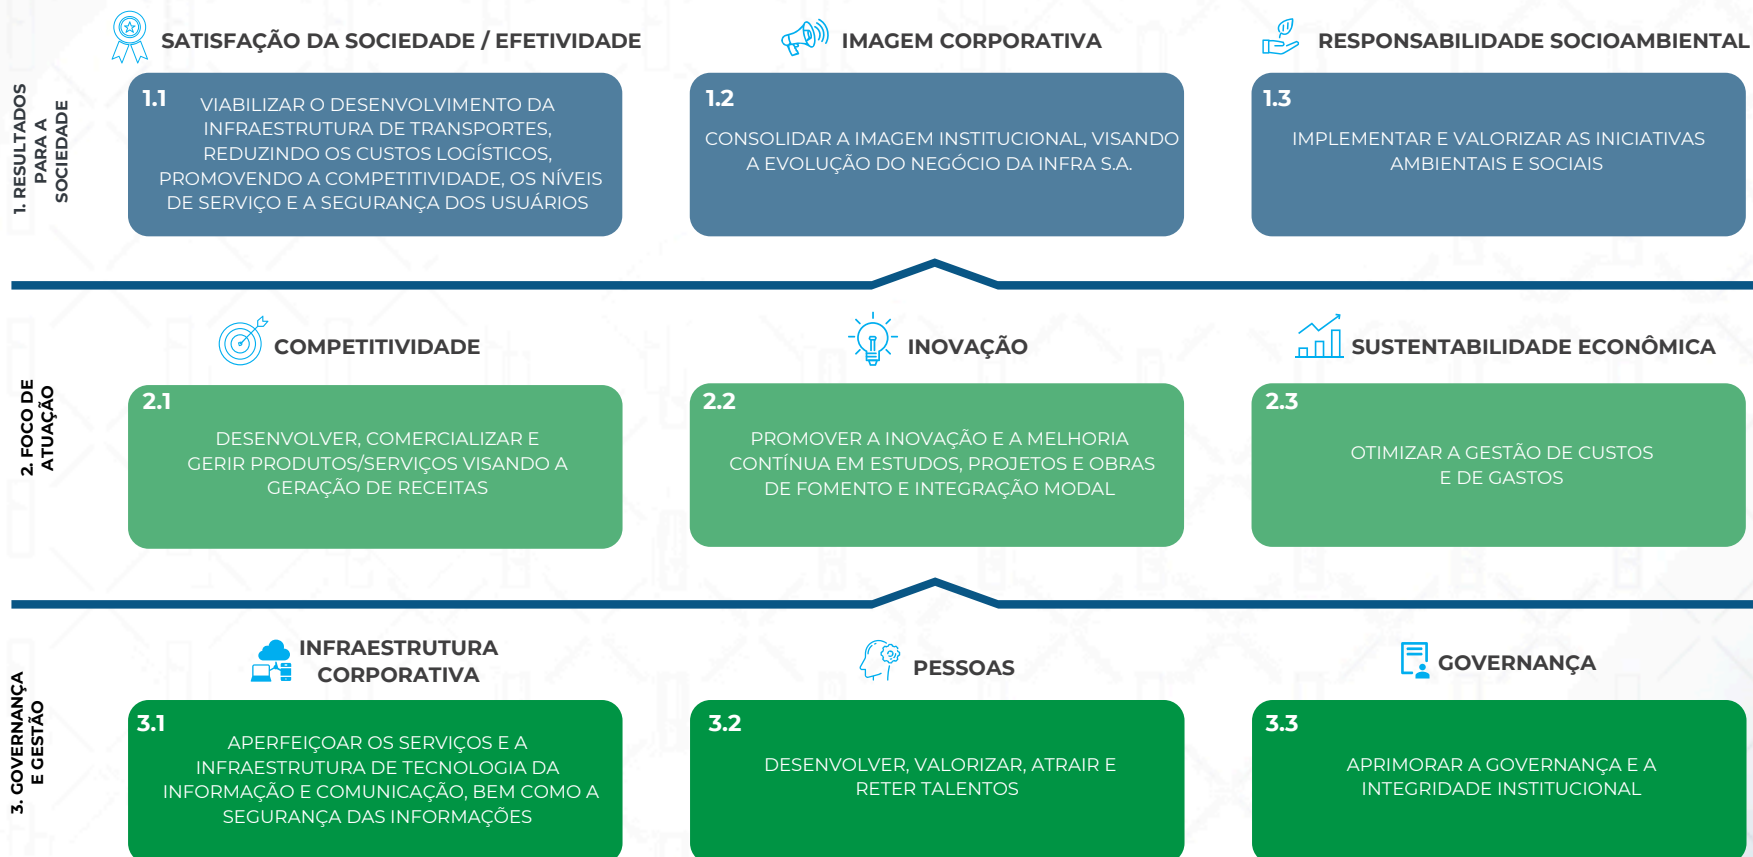 SATISFAÇÃO DA SOCIEDADE / EFETIVIDADE
IMAGEM CORPORATIVA
RESPONSABILIDADE SOCIOAMBIENTAL
1. RESULTADOS
PARA A
SOCIEDADE
1.1
VIABILIZAR O DESENVOLVIMENTO DA
INFRAESTRUTURA DE TRANSPORTES,
REDUZINDO OS CUSTOS LOGÍSTICOS,
PROMOVENDO A COMPETITIVIDADE, OS NÍVEIS
DE SERVIÇO E A SEGURANÇA DOS USUÁRIOS
1.2
CONSOLIDAR A IMAGEM INSTITUCIONAL, VISANDO
A EVOLUÇÃO DO NEGÓCIO DA INFRA S.A.
1.3
IMPLEMENTAR E VALORIZAR AS INICIATIVAS
AMBIENTAIS E SOCIAIS
COMPETITIVIDADE
INOVAÇÃO
SUSTENTABILIDADE ECONÔMICA
2. FOCO DE
ATUAÇÃO
2.1
DESENVOLVER, COMERCIALIZAR E
GERIR PRODUTOS/SERVIÇOS VISANDO A
GERAÇÃO DE RECEITAS
2.2
PROMOVER A INOVAÇÃO E A MELHORIA
CONTÍNUA EM ESTUDOS, PROJETOS E OBRAS
DE FOMENTO E INTEGRAÇÃO MODAL
2.3
OTIMIZAR A GESTÃO DE CUSTOS
E DE GASTOS
INFRAESTRUTURA
CORPORATIVA
PESSOAS
GOVERNANÇA
3. GOVERNANÇA
E GESTÃO
3.1
APERFEIÇOAR OS SERVIÇOS E A
INFRAESTRUTURA DE TECNOLOGIA DA
INFORMAÇÃO E COMUNICAÇÃO, BEM COMO A
SEGURANÇA DAS INFORMAÇÕES
3.2
DESENVOLVER, VALORIZAR, ATRAIR E
RETER TALENTOS
3.3
APRIMORAR A GOVERNANÇA E A
INTEGRIDADE INSTITUCIONAL